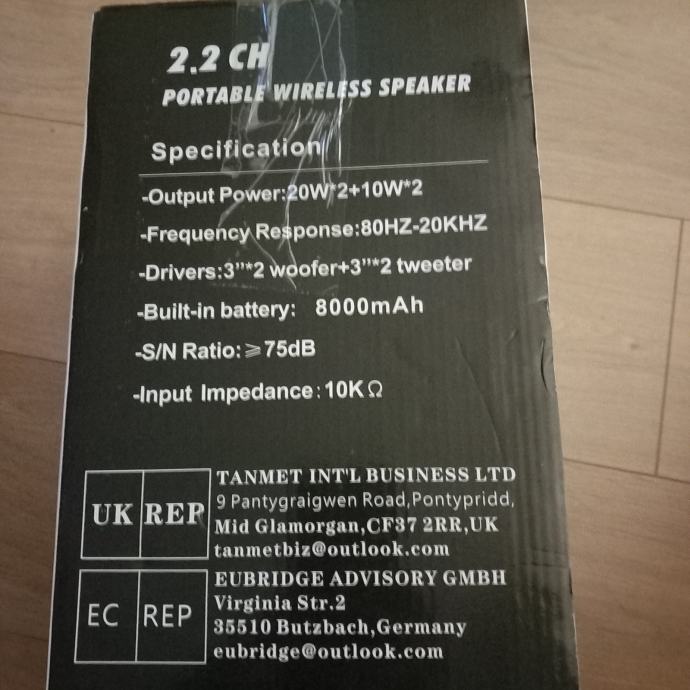 2.2 CH
PORTABLE WIRELESS SPEAKER
Specification
-Output Power:20W*2+10W*2
-Frequency Response:80HZ-20KHZ
-Drivers:3”*2 woofer+3”*2 tweeter
-Built-in battery: 8000mAh
-S/N Ratio:⩾75dB
-Input Impedance:10KΩ
UK REP
TANMET INT'L BUSINESS LTD
9 Pantygraigwen Road,Pontypridd,
Mid Glamorgan,CF37 2RR,UK
tanmetbiz@outlook.com
EC REP
EUBRIDGE ADVISORY GMBH
Virginia Str.2
35510 Butzbach,Germany
eubridge@outlook.com